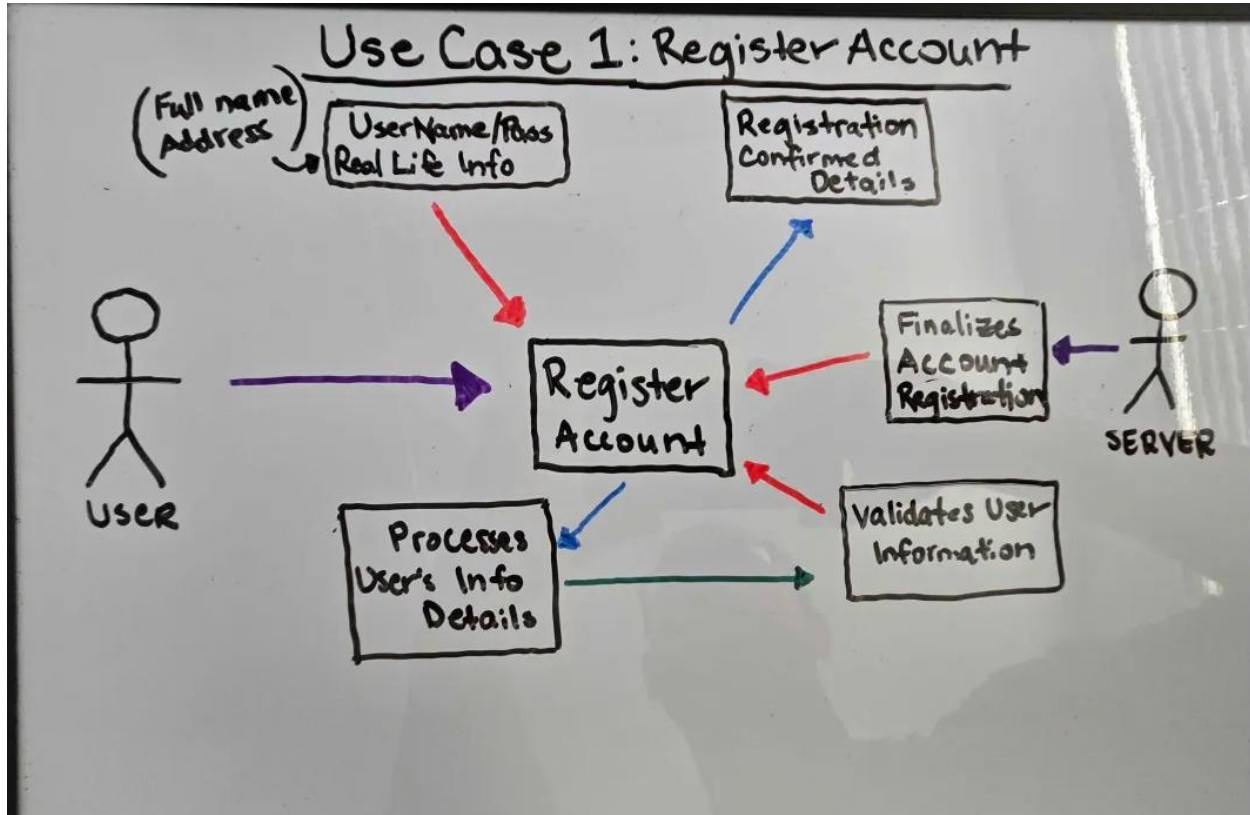 Use Case 1: Register Account
(Full name
Address)
UserName/Pass
Real Life Info
Registration
Confirmed
Details
Finalizes
Account
Registration
SERVER
USER
Register
Account
Processes
User's Info
Details
Validates User
Information